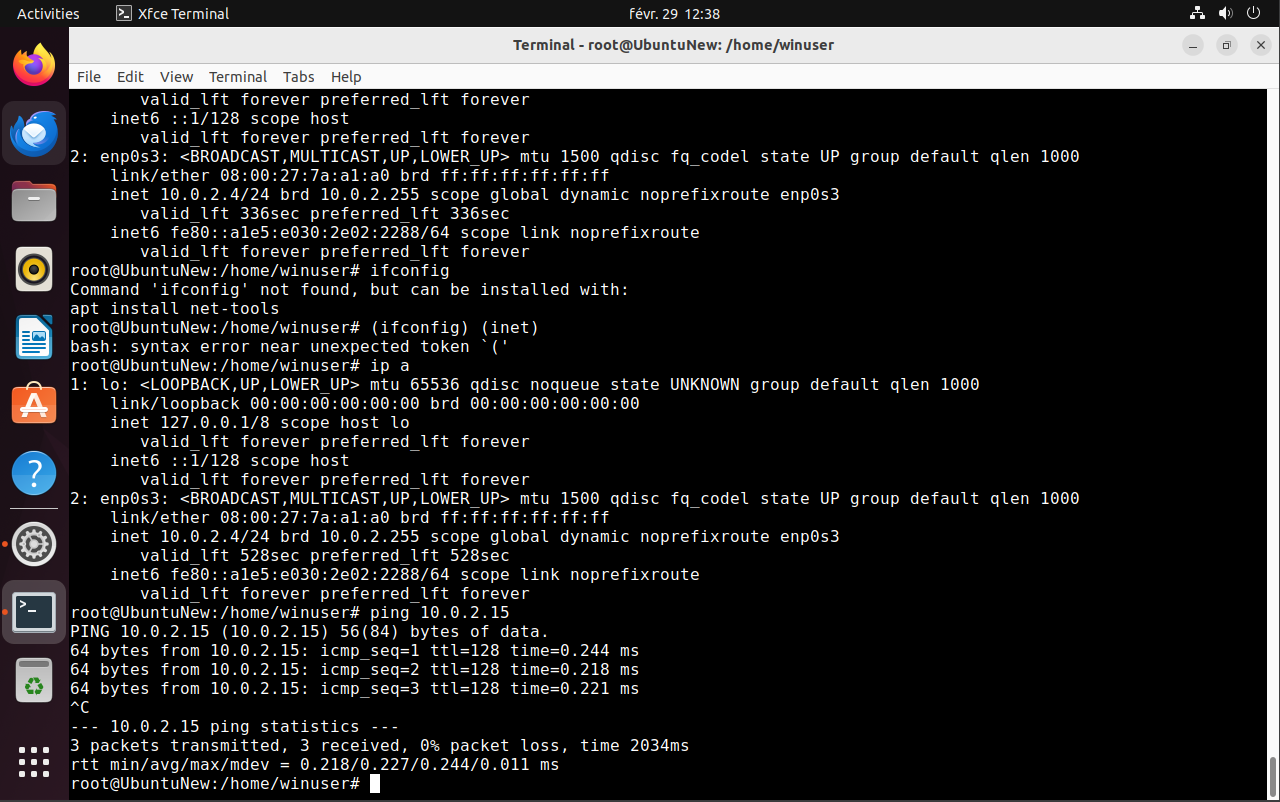 Activities Xfce Terminal févr. 29 12:38
Terminal - root@UbuntuNew: /home/winuser
File Edit View Terminal Tabs Help
valid_lft forever preferred_lft forever
inet6 ::1/128 scope host
valid_lft forever preferred_lft forever
2: enp0s3: <BROADCAST,MULTICAST,UP,LOWER_UP> mtu 1500 qdisc fq_codel state UP group default qlen 1000
link/ether 08:00:27:7a:a1:a0 brd ff:ff:ff:ff:ff:ff
inet 10.0.2.4/24 brd 10.0.2.255 scope global dynamic noprefixroute enp0s3
valid_lft 336sec preferred_lft 336sec
inet6 fe80::a1e5:e030:2e02:2288/64 scope link noprefixroute
valid_lft forever preferred_lft forever
root@UbuntuNew:/home/winuser# ifconfig
Command 'ifconfig' not found, but can be installed with:
apt install net-tools
root@UbuntuNew:/home/winuser# (ifconfig) (inet)
bash: syntax error near unexpected token `('
root@UbuntuNew:/home/winuser# ip a
1: lo: <LOOPBACK,UP,LOWER_UP> mtu 65536 qdisc noqueue state UNKNOWN group default qlen 1000
link/loopback 00:00:00:00:00:00 brd 00:00:00:00:00:00
inet 127.0.0.1/8 scope host lo
valid_lft forever preferred_lft forever
inet6 ::1/128 scope host
valid_lft forever preferred_lft forever
2: enp0s3: <BROADCAST,MULTICAST,UP,LOWER_UP> mtu 1500 qdisc fq_codel state UP group default qlen 1000
link/ether 08:00:27:7a:a1:a0 brd ff:ff:ff:ff:ff:ff
inet 10.0.2.4/24 brd 10.0.2.255 scope global dynamic noprefixroute enp0s3
valid_lft 528sec preferred_lft 528sec
inet6 fe80::a1e5:e030:2e02:2288/64 scope link noprefixroute
valid_lft forever preferred_lft forever
root@UbuntuNew:/home/winuser# ping 10.0.2.15
PING 10.0.2.15 (10.0.2.15) 56(84) bytes of data.
64 bytes from 10.0.2.15: icmp_seq=1 ttl=128 time=0.244 ms
64 bytes from 10.0.2.15: icmp_seq=2 ttl=128 time=0.218 ms
64 bytes from 10.0.2.15: icmp_seq=3 ttl=128 time=0.221 ms
^C
--- 10.0.2.15 ping statistics ---
3 packets transmitted, 3 received, 0% packet loss, time 2034ms
rtt min/avg/max/mdev = 0.218/0.227/0.244/0.011 ms
root@UbuntuNew:/home/winuser#